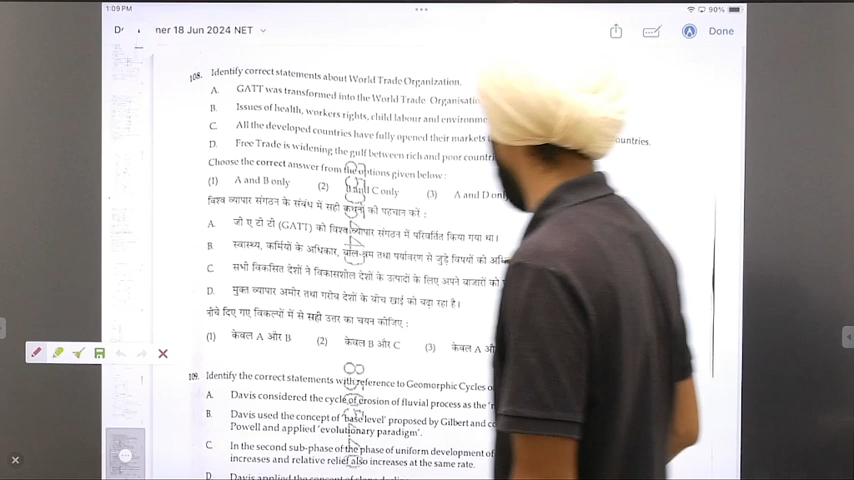 1:09 PM
90%
ner 18 Jun 2024 NET
Done
108. Identify correct statements about World Trade Organization.
A. GATT was transformed into the World Trade
B. Issues of health, workers rights, child labour and
C. All the developed countries have fully opened their markets
D. Free Trade is widening the gulf between rich and poor
Choose the correct answer from the options given below :
(1) A and B only (2) B and C only (3) A and D only
विश्व व्यापार संगठन के संबंध में सही कथनों को पहचान करें :
A. जी ए टी टी (GATT) को विश्व व्यापार संगठन में परिवर्तित किया गया था।
B. स्वास्थ्य, कर्मियों के अधिकार, बाल-श्रम तथा पर्यावरण से जुड़े विषयों को
C. सभी विकसित देशों ने विकासशील देशों के उत्पादों के लिए अपने बाजारों को
D. मुक्त व्यापार अमीर तथा गरीब देशों के बीच खाई को बढ़ा रहा है।
नीचे दिए गए विकल्पों में से सही उत्तर का चयन कीजिए :
(1) केवल A और B (2) केवल B और C (3) केवल A
109. Identify the correct statements with reference to Geomorphic Cycles
A. Davis considered the cycle of erosion of fluvial process as the
B. Davis used the concept of 'base level' proposed by Gilbert and
Powell and applied 'evolutionary paradigm'.
C. In the second sub-phase of the phase of uniform development of
increases and relative relief also increases at the same rate.
D. Davis applied the concept of